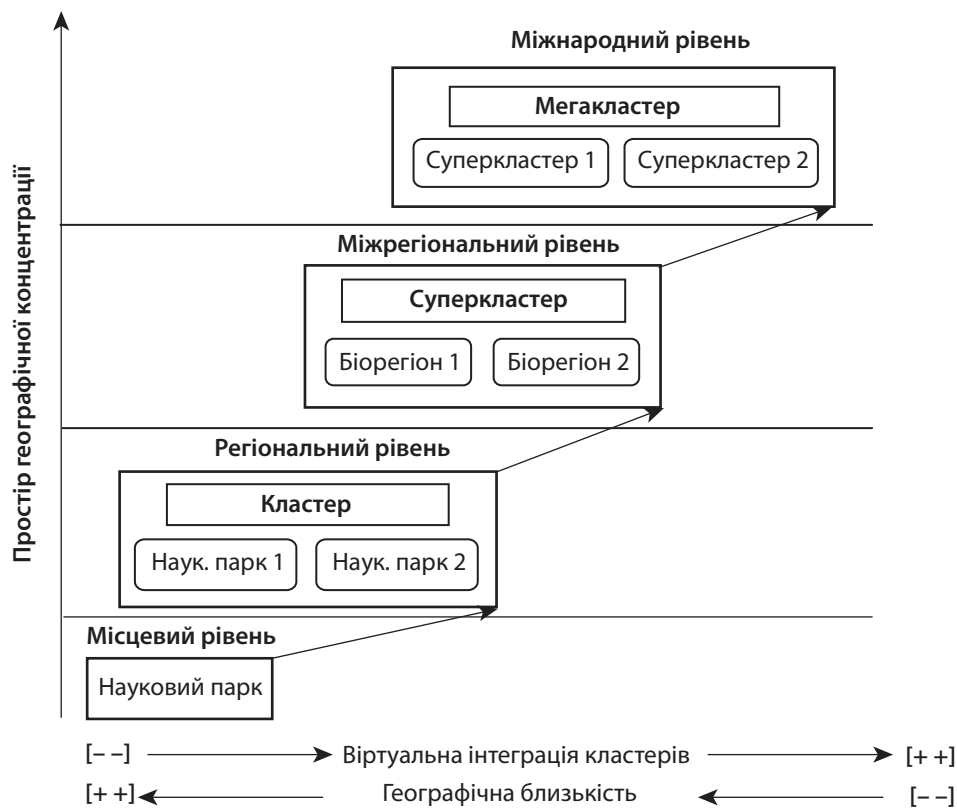 Простір географічної концентрації
Міжнародний рівень
Мегакластер
Суперкластер 1 Суперкластер 2
Міжрегіональний рівень
Суперкластер
Біорегіон 1 Біорегіон 2
Регіональний рівень
Кластер
Наук. парк 1 Наук. парк 2
Місцевий рівень
Науковий парк
[– –] Віртуальна інтеграція кластерів [+ +]
[+ +] Географічна близькість [– –]